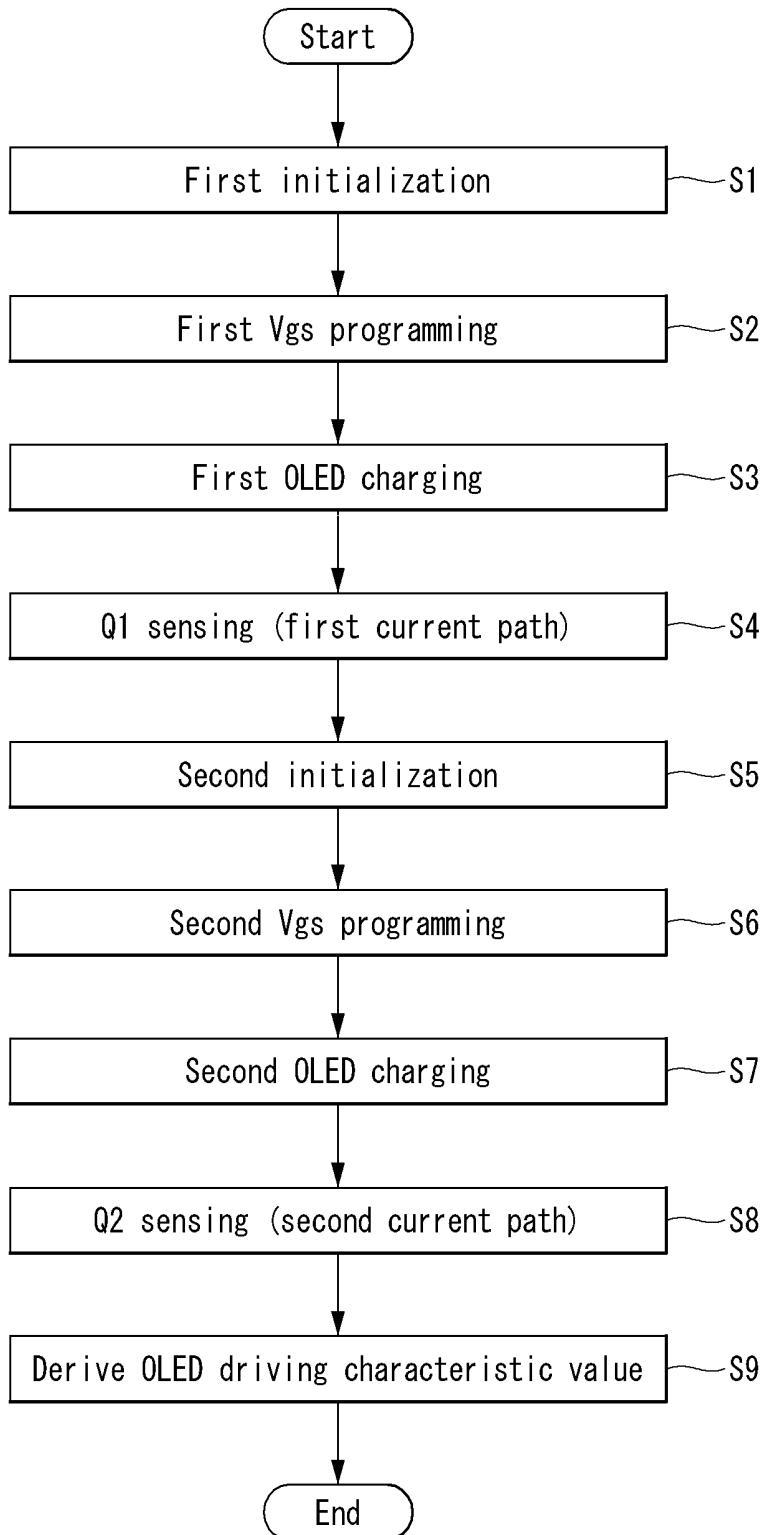 Start
First initialization S1
First Vgs programming S2
First OLED charging S3
Q1 sensing (first current path) S4
Second initialization S5
Second Vgs programming S6
Second OLED charging S7
Q2 sensing (second current path) S8
Derive OLED driving characteristic value S9
End